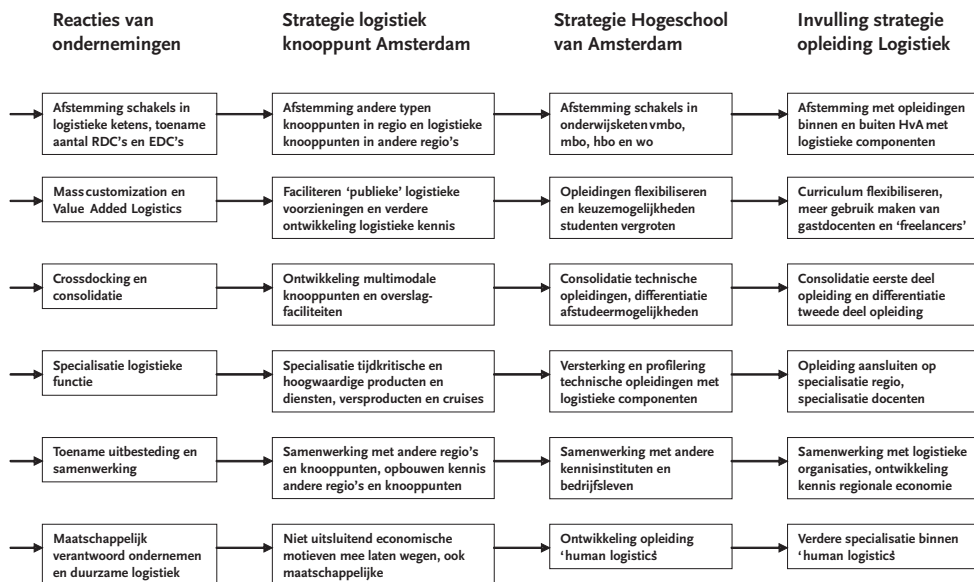 Reacties van
ondernemingen
Strategie logistiek
knooppunt Amsterdam
Strategie Hogeschool
van Amsterdam
Invulling strategie
opleiding Logistiek
Afstemming schakels in
logistieke ketens, toename
aantal RDC's en EDC's
Afstemming andere typen
knooppunten in regio en logistieke
knooppunten in andere regio's
Afstemming schakels in
onderwijsketen vmbo,
mbo, hbo en wo
Afstemming met opleidingen
binnen en buiten HvA met
logistieke componenten
Mass customization en
Value Added Logistics
Faciliteren 'publieke' logistieke
voorzieningen en verdere
ontwikkeling logistieke kennis
Opleidingen flexibiliseren
en keuzemogelijkheden
studenten vergroten
Curriculum flexibiliseren,
meer gebruik maken van
gastdocenten en 'freelancers'
Crossdocking en
consolidatie
Ontwikkeling multimodale
knooppunten en overslag-
faciliteiten
Consolidatie technische
opleidingen, differentiatie
afstudeermogelijkheden
Consolidatie eerste deel
opleiding en differentiatie
tweede deel opleiding
Specialisatie logistieke
functie
Specialisatie tijdkritische en
hoogwaardige producten en
diensten, versproducten en cruises
Versterking en profilering
technische opleidingen met
logistieke componenten
Opleiding aansluiten op
specialisatie regio,
specialisatie docenten
Toename uitbesteding en
samenwerking
Samenwerking met andere regio's
en knooppunten, opbouwen kennis
andere regio's en knooppunten
Samenwerking met andere
kennisinstituten en
bedrijfsleven
Samenwerking met logistieke
organisaties, ontwikkeling
kennis regionale economie
Maatschappelijk
verantwoord ondernemen
en duurzame logistiek
Niet uitsluitend economische
motieven mee laten wegen, ook
maatschappelijke
Ontwikkeling opleiding
'human logistics'
Verdere specialisatie binnen
'human logistics'